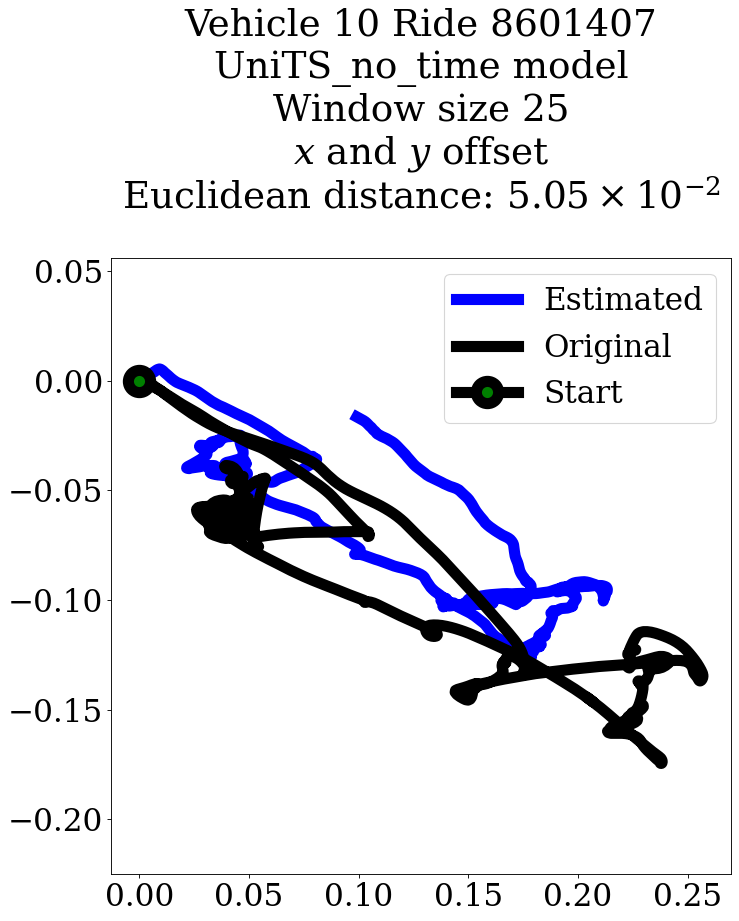 Vehicle 10 Ride 8601407
UniTS_no_time model
Window size 25
x and y offset
Euclidean distance: 5.05 × 10⁻²
Estimated
Original
Start
0.05
0.00
−0.05
−0.10
−0.15
−0.20
0.00 0.05 0.10 0.15 0.20 0.25